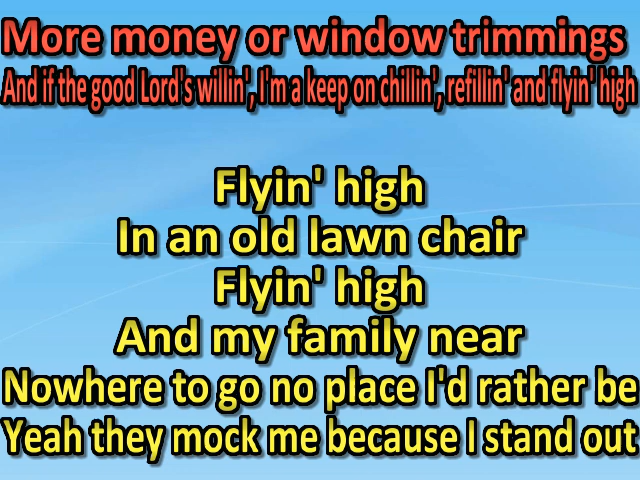 More money or window trimmings
And if the good Lord's willin', I'm a keep on chillin', refillin' and flyin' high
Flyin' high
In an old lawn chair
Flyin' high
And my family near
Nowhere to go no place I'd rather be
Yeah they mock me because I stand out